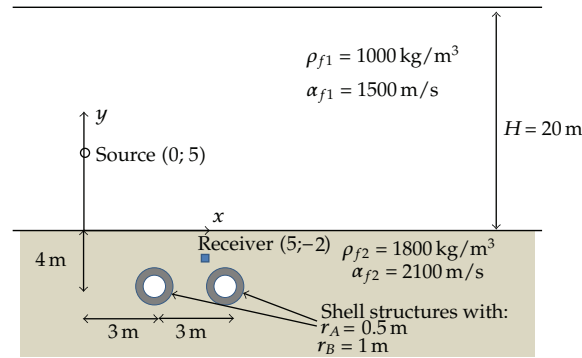 ρf1 = 1000 kg/m³
αf1 = 1500 m/s
H = 20 m
y
Source (0; 5)
x
Receiver (5;−2)
ρf2 = 1800 kg/m³
αf2 = 2100 m/s
4 m
Shell structures with:
rA = 0.5 m
rB = 1 m
3 m
3 m